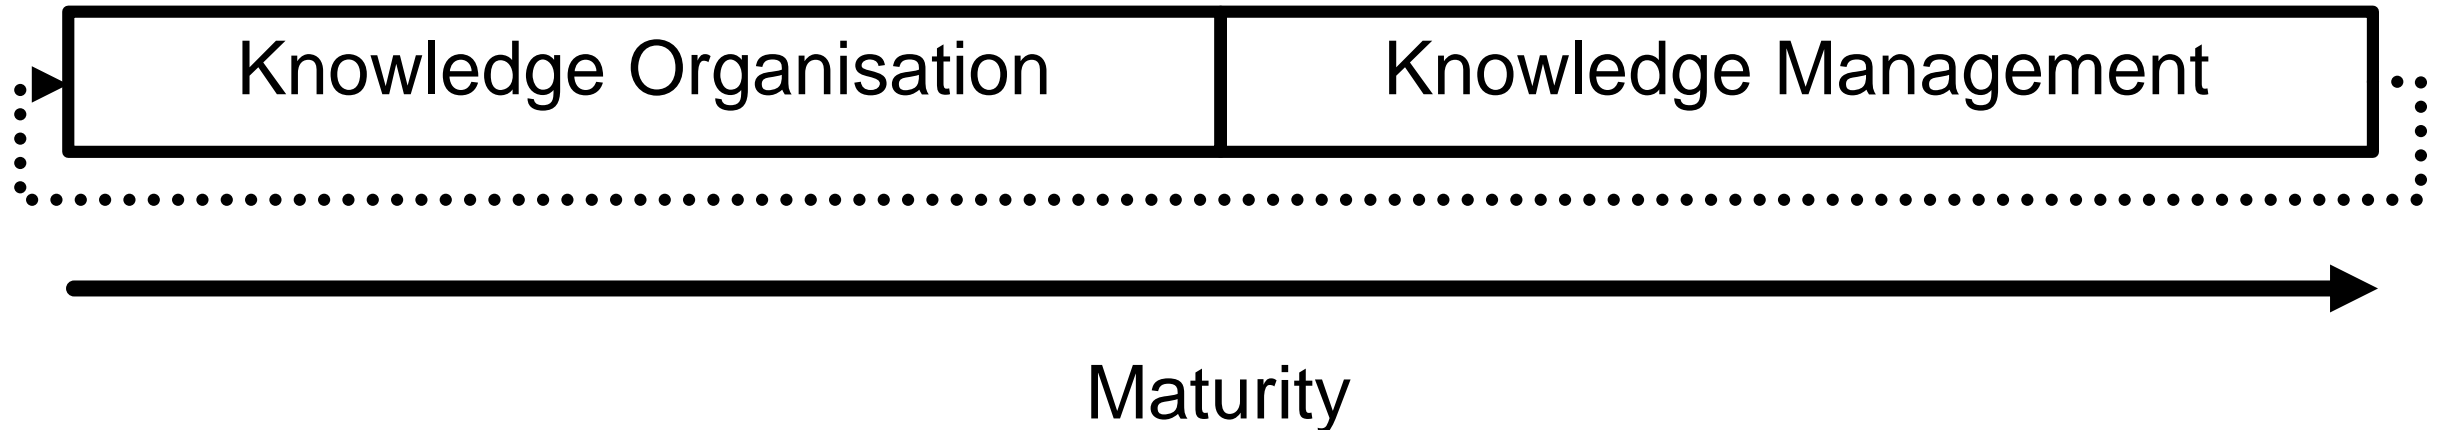 Knowledge Organisation
Knowledge Management
Maturity